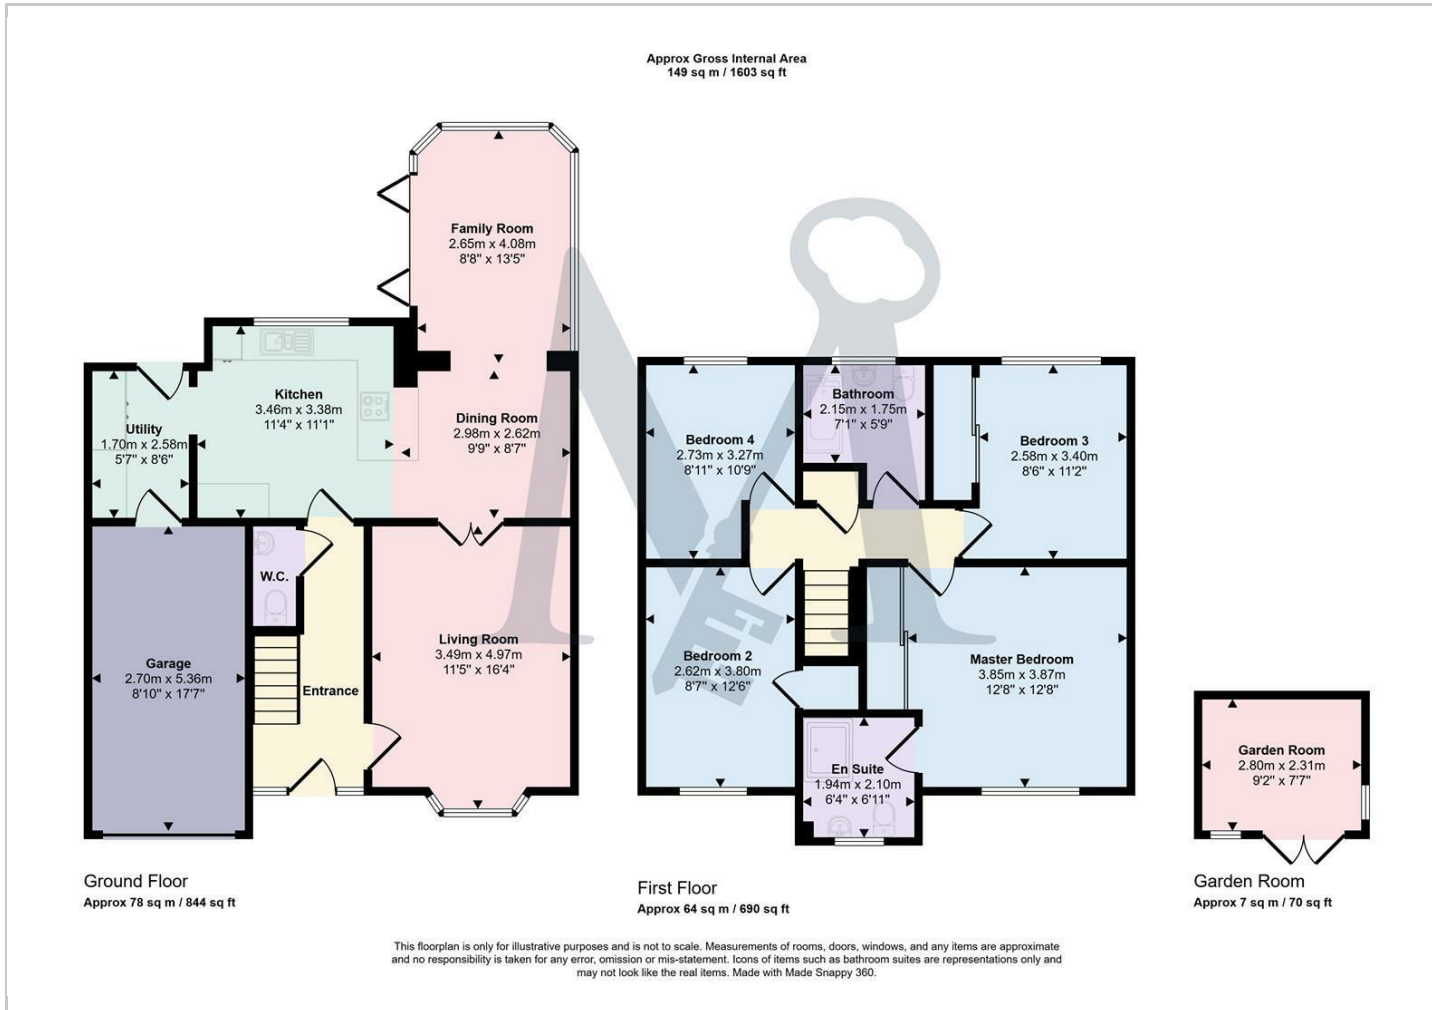 Approx Gross Internal Area
149 sq m / 1603 sq ft
Family Room
2.65m x 4.08m
8'8" x 13'5"
Kitchen
3.46m x 3.38m
11'4" x 11'1"
Dining Room
2.98m x 2.62m
9'9" x 8'7"
Utility
1.70m x 2.58m
5'7" x 8'6"
W.C.
Living Room
3.49m x 4.97m
11'5" x 16'4"
Garage
2.70m x 5.36m
8'10" x 17'7"
Entrance
Ground Floor
Approx 78 sq m / 844 sq ft
Bathroom
2.15m x 1.75m
7'1" x 5'9"
Bedroom 4
2.73m x 3.27m
8'11" x 10'9"
Bedroom 3
2.58m x 3.40m
8'6" x 11'2"
Bedroom 2
2.62m x 3.80m
8'7" x 12'6"
Master Bedroom
3.85m x 3.87m
12'8" x 12'8"
En Suite
1.94m x 2.10m
6'4" x 6'11"
First Floor
Approx 64 sq m / 690 sq ft
Garden Room
2.80m x 2.31m
9'2" x 7'7"
Garden Room
Approx 7 sq m / 70 sq ft
This floorplan is only for illustrative purposes and is not to scale. Measurements of rooms, doors, windows, and any items are approximate
and no responsibility is taken for any error, omission or mis-statement. Icons of items such as bathroom suites are representations only and
may not look like the real items. Made with Made Snappy 360.